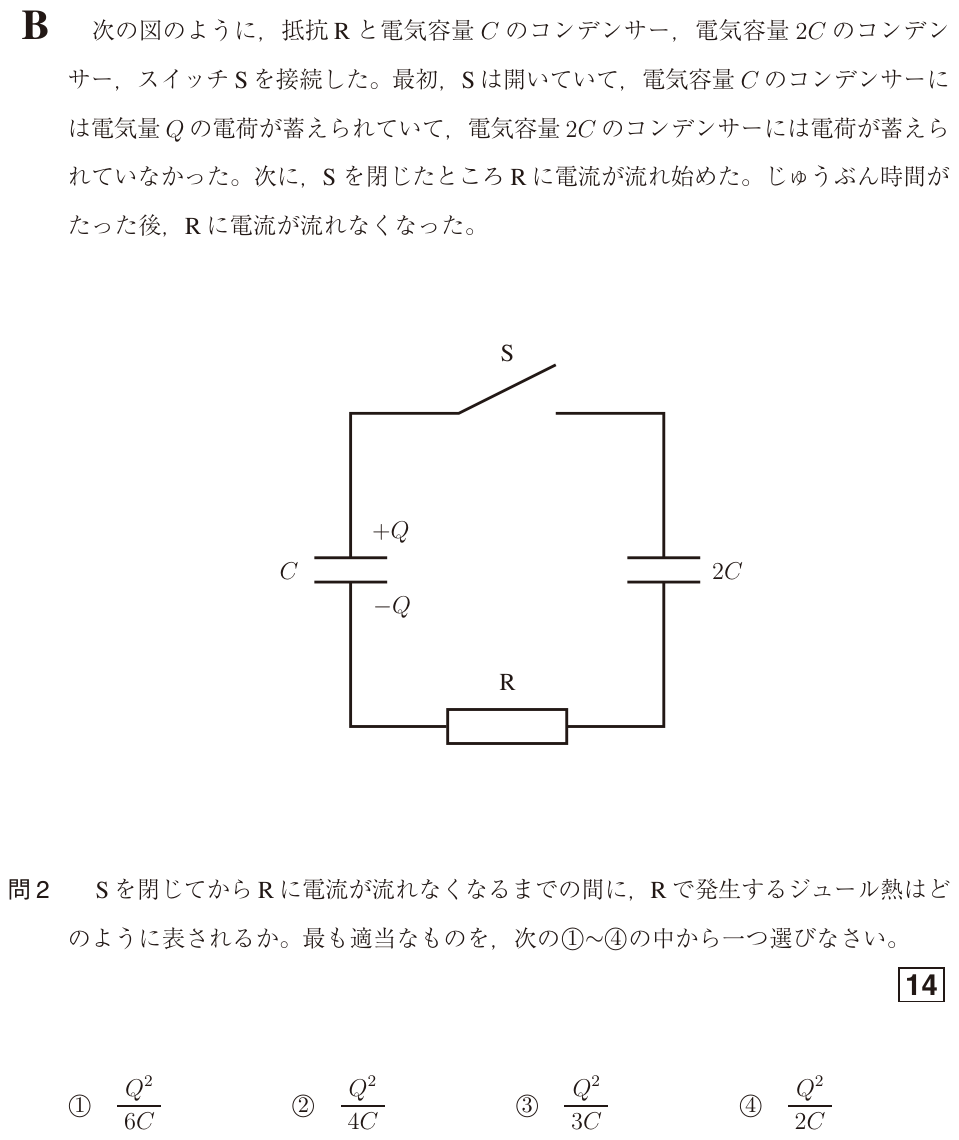 B 次の図のように，抵抗 R と電気容量 C のコンデンサー，電気容量 2C のコンデン
サー，スイッチ S を接続した。最初，S は開いていて，電気容量 C のコンデンサーに
は電気量 Q の電荷が蓄えられていて，電気容量 2C のコンデンサーには電荷が蓄えら
れていなかった。次に，S を閉じたところ R に電流が流れ始めた。じゅうぶん時間が
たった後，R に電流が流れなくなった。
S
+Q
C
2C
−Q
R
問2 S を閉じてから R に電流が流れなくなるまでの間に，R で発生するジュール熱はど
のように表されるか。最も適当なものを，次の①～④の中から一つ選びなさい。
14
① Q²/6C ② Q²/4C ③ Q²/3C ④ Q²/2C